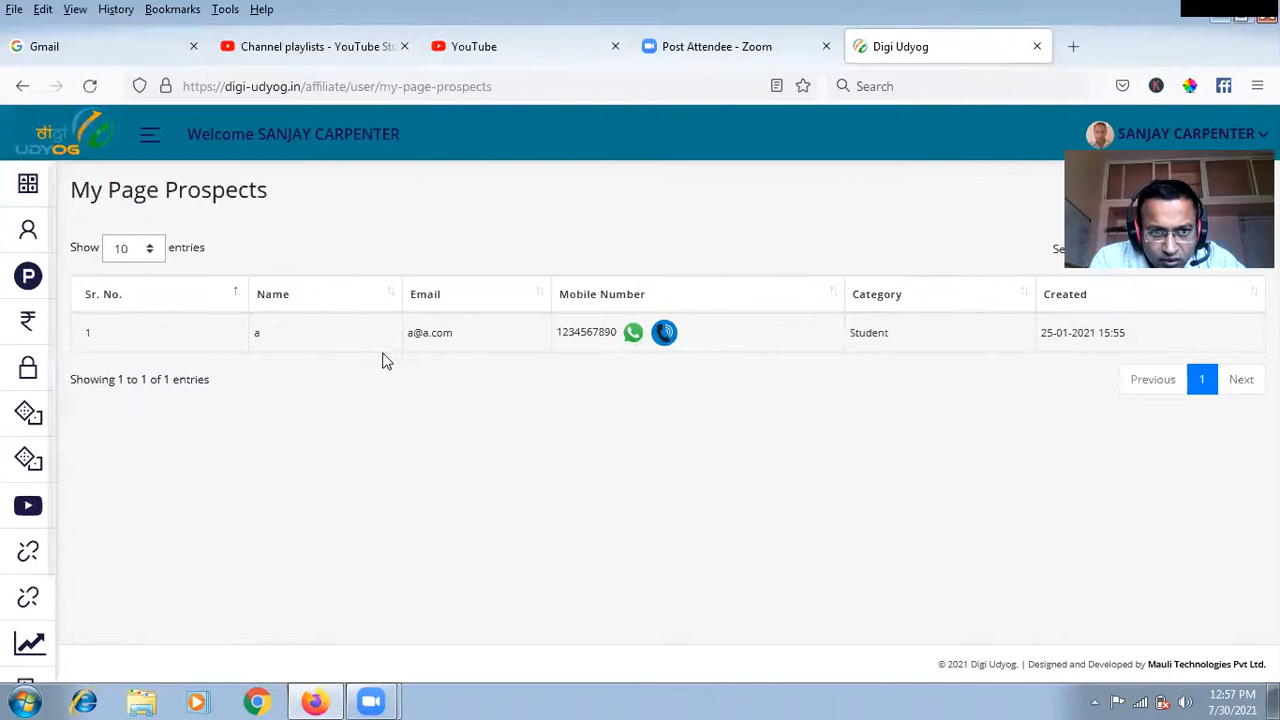 File Edit View History Bookmarks Tools Help
Gmail
Channel playlists - YouTube Stu
YouTube
Post Attendee - Zoom
Digi Udyog
https://digi-udyog.in/affiliate/user/my-page-prospects
Search
डिgi
UDYOG
Welcome SANJAY CARPENTER
SANJAY CARPENTER
My Page Prospects
Show 10 entries
Sr. No. Name Email Mobile Number Category Created
1 a a@a.com 1234567890 Student 25-01-2021 15:55
Showing 1 to 1 of 1 entries
Previous 1 Next
© 2021 Digi Udyog. | Designed and Developed by Mauli Technologies Pvt Ltd.
12:57 PM
7/30/2021